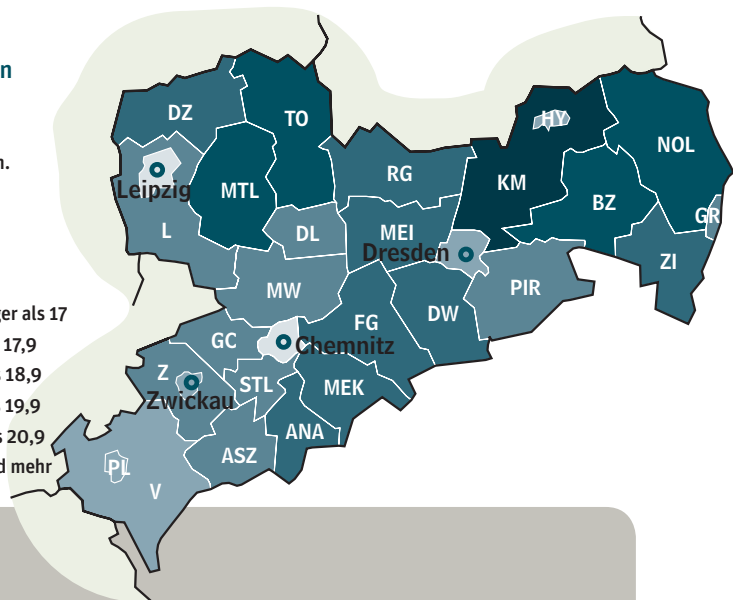 n
n.
ger als 17
17,9
s 18,9
s 19,9
s 20,9
d mehr
DZ
TO
HY
NOL
Leipzig
MTL
RG
KM
BZ
GR
L
DL
MEI
Dresden
ZI
MW
PIR
GC
FG
DW
Chemnitz
Z
STL
MEK
Zwickau
ANA
ASZ
PL
V